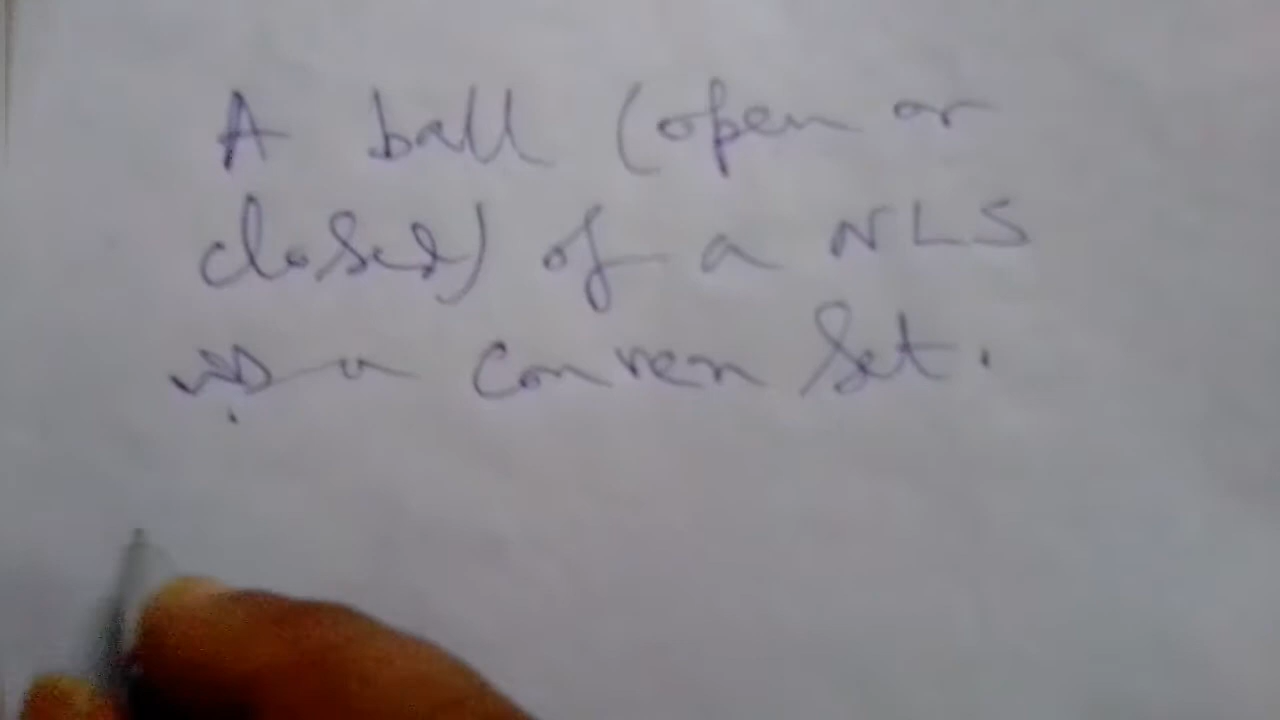 A ball (open or
closed) of a NLS
is a convex set.